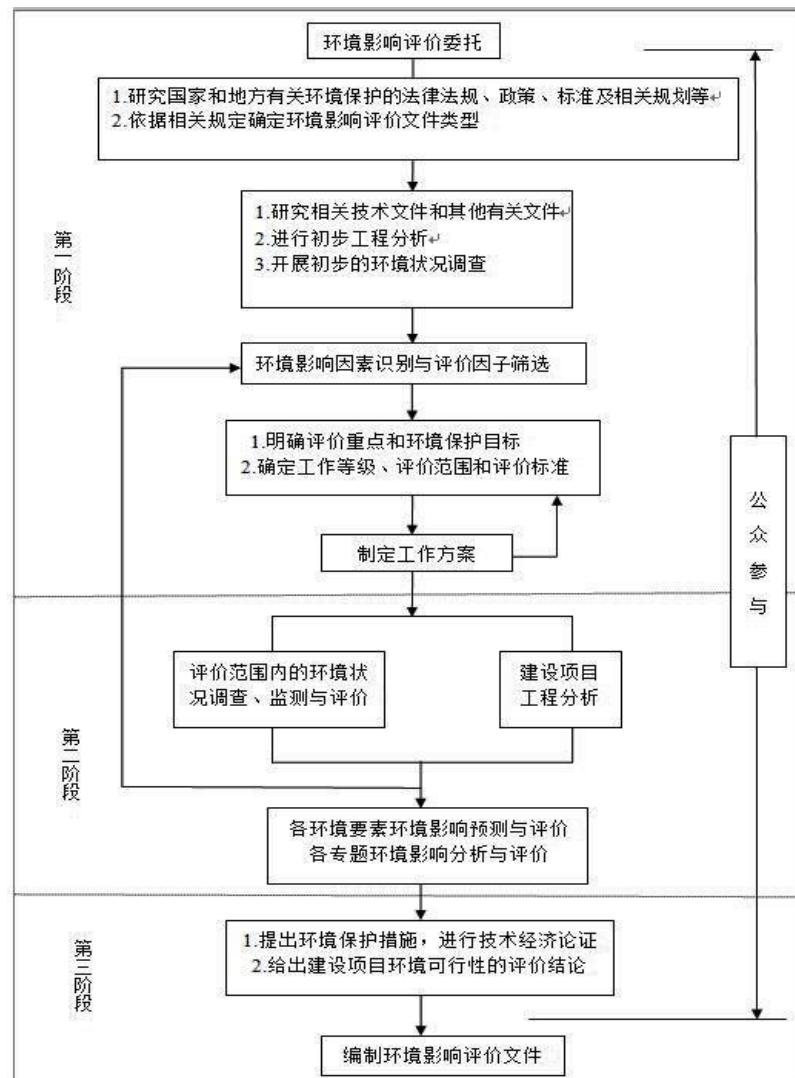 环境影响评价委托
1.研究国家和地方有关环境保护的法律法规、政策、标准及相关规划等↵
2.依据相关规定确定环境影响评价文件类型
第一阶段
1.研究相关技术文件和其他有关文件↵
2.进行初步工程分析↵
3.开展初步的环境状况调查
环境影响因素识别与评价因子筛选
1.明确评价重点和环境保护目标
2.确定工作等级、评价范围和评价标准
制定工作方案
公众参与
第二阶段
评价范围内的环境状
况调查、监测与评价
建设项目
工程分析
各环境要素环境影响预测与评价
各专题环境影响分析与评价
第三阶段
1.提出环境保护措施，进行技术经济论证
2.给出建设项目环境可行性的评价结论
编制环境影响评价文件